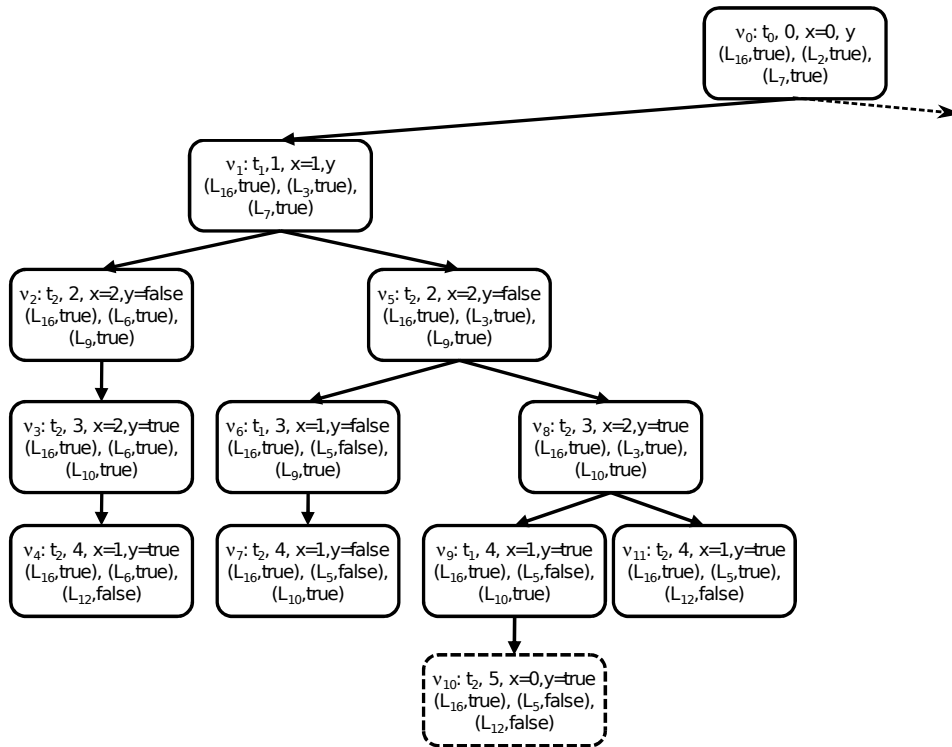 ν₀: t₀, 0, x=0, y
(L₁₆,true), (L₂,true),
(L₇,true)
ν₁: t₁,1, x=1,y
(L₁₆,true), (L₃,true),
(L₇,true)
ν₂: t₂, 2, x=2,y=false
(L₁₆,true), (L₆,true),
(L₉,true)
ν₅: t₂, 2, x=2,y=false
(L₁₆,true), (L₃,true),
(L₉,true)
ν₃: t₂, 3, x=2,y=true
(L₁₆,true), (L₆,true),
(L₁₀,true)
ν₆: t₁, 3, x=1,y=false
(L₁₆,true), (L₅,false),
(L₉,true)
ν₈: t₂, 3, x=2,y=true
(L₁₆,true), (L₃,true),
(L₁₀,true)
ν₄: t₂, 4, x=1,y=true
(L₁₆,true), (L₆,true),
(L₁₂,false)
ν₇: t₂, 4, x=1,y=false
(L₁₆,true), (L₅,false),
(L₁₀,true)
ν₉: t₁, 4, x=1,y=true
(L₁₆,true), (L₅,false),
(L₁₀,true)
ν₁₁: t₂, 4, x=1,y=true
(L₁₆,true), (L₅,true),
(L₁₂,false)
ν₁₀: t₂, 5, x=0,y=true
(L₁₆,true), (L₅,false),
(L₁₂,false)